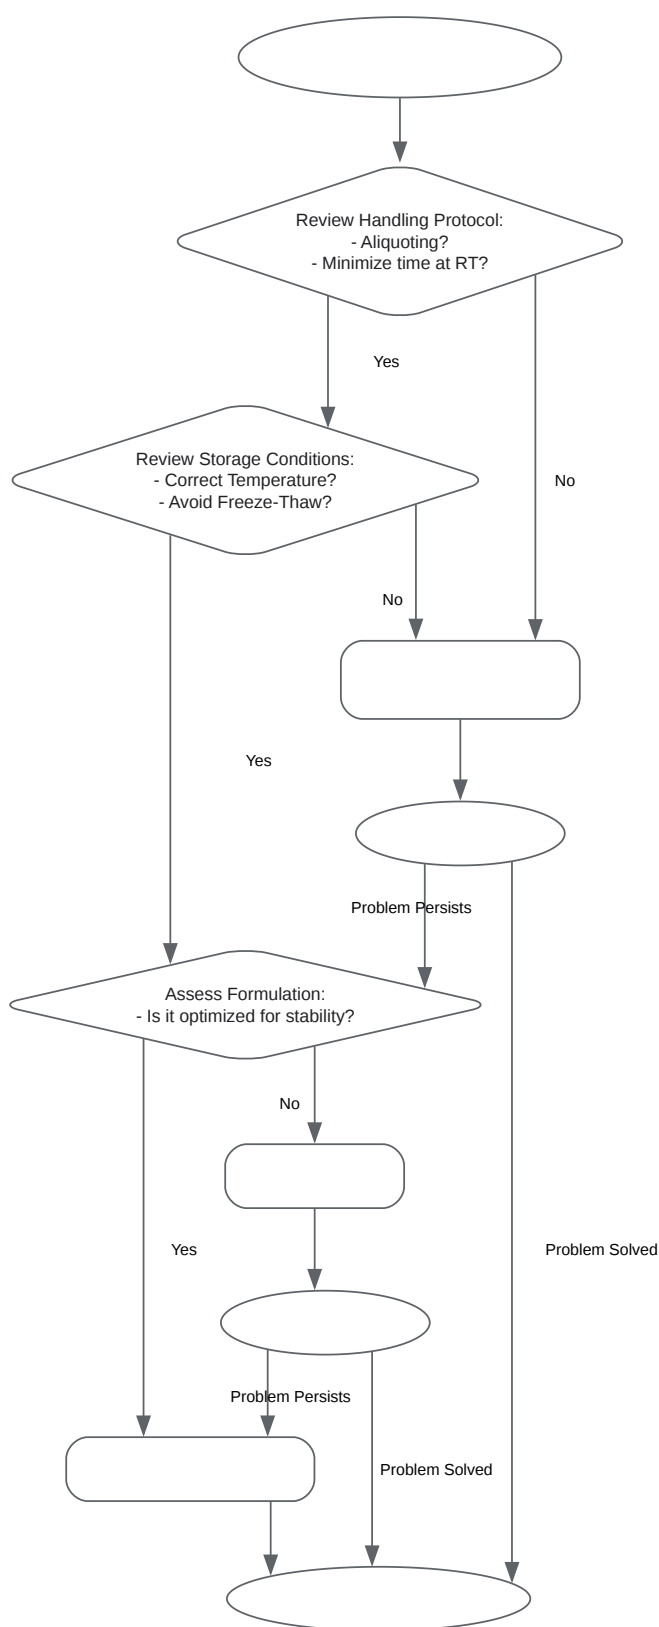 Review Handling Protocol:
- Aliquoting?
- Minimize time at RT?
Yes
Review Storage Conditions:
- Correct Temperature?
- Avoid Freeze-Thaw?
No
No
Yes
Problem Persists
Assess Formulation:
- Is it optimized for stability?
No
Yes
Problem Solved
Problem Persists
Problem Solved